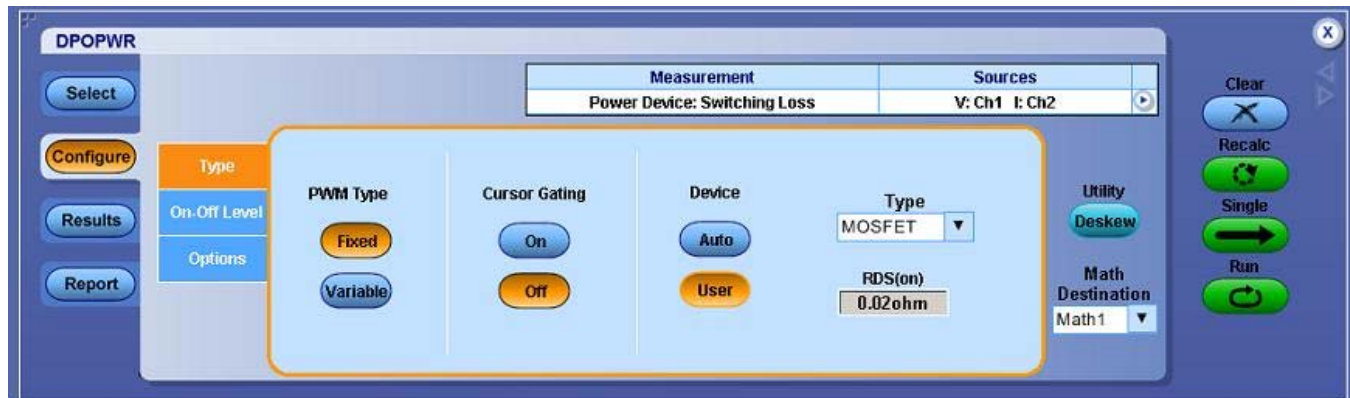 DPOPWR
X
Select
Configure
Results
Report
Measurement Sources
Power Device: Switching Loss V: Ch1 I: Ch2
Type
On-Off Level
Options
PWM Type
Fixed
Variable
Cursor Gating
On
Off
Device
Auto
User
Type
MOSFET
RDS(on)
0.02ohm
Utility
Deskew
Math
Destination
Math1
Clear
Recalc
Single
Run